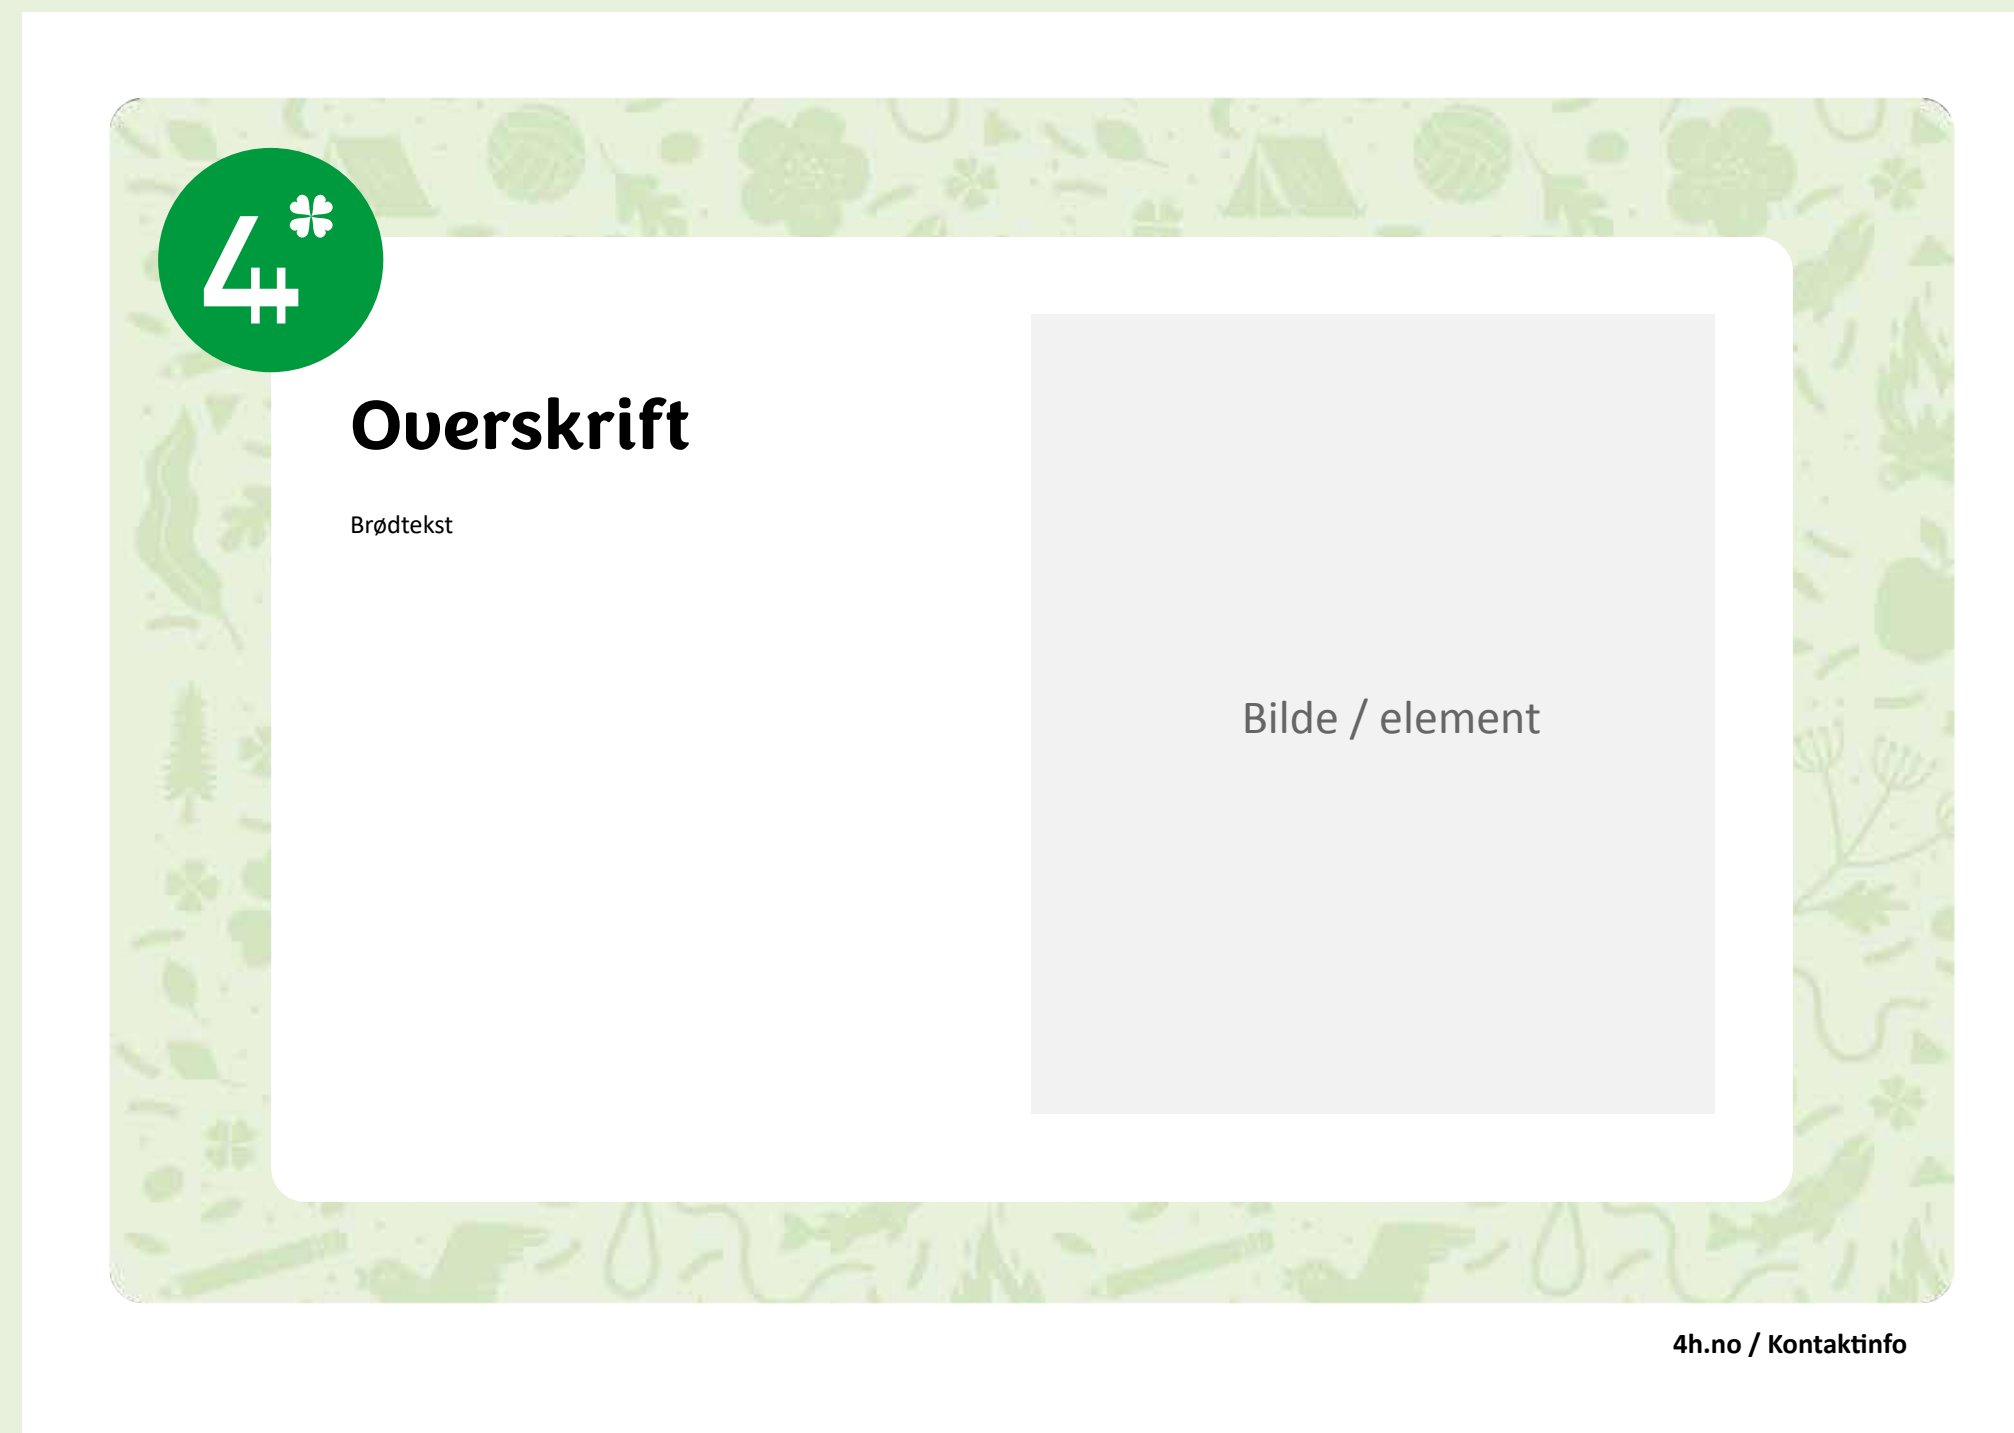 4H
Overskrift
Brødtekst
Bilde / element
4h.no / Kontaktinfo